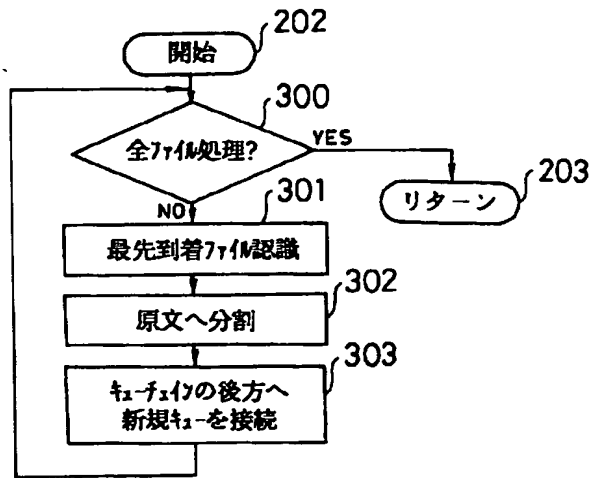 202
開始
300
全ファイル処理?
YES
203
リターン
NO
301
最先到着ファイル認識
302
原文へ分割
303
キューチェインの後方へ
新規キューを接続